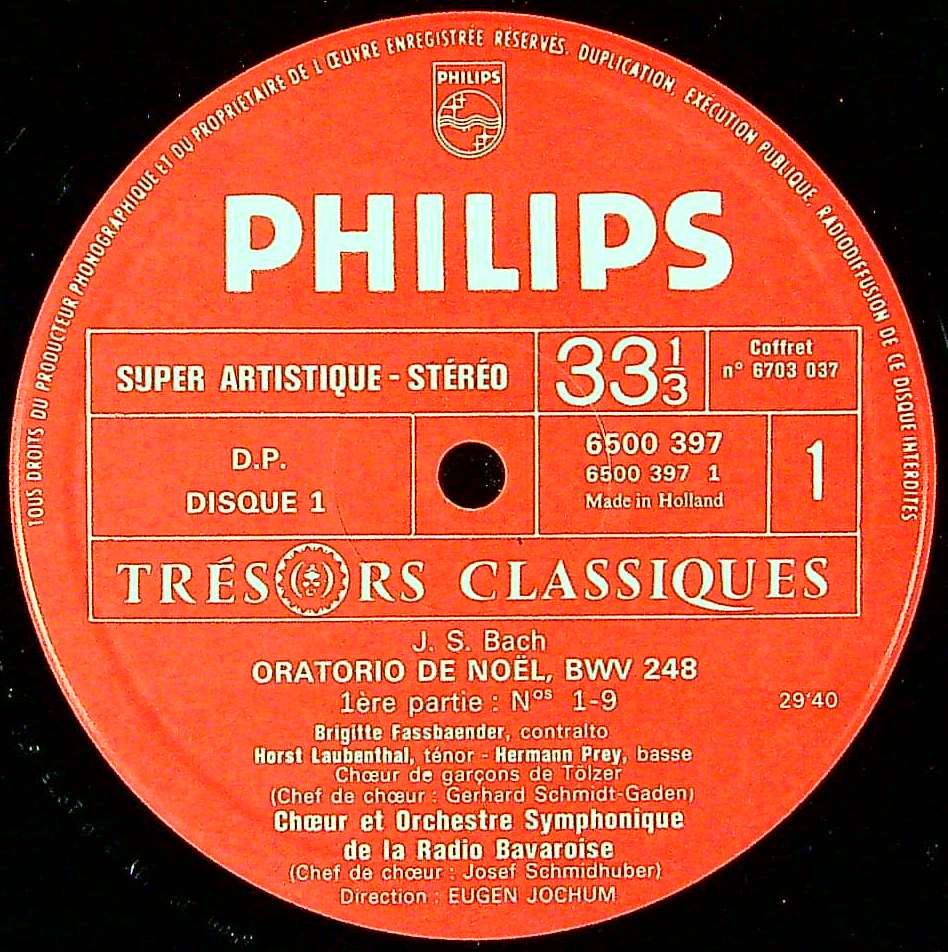 TOUS DROITS DU PRODUCTEUR PHONOGRAPHIQUE ET DU PROPRIÉTAIRE DE L ŒUVRE ENREGISTRÉE RÉSERVÉS. DUPLICATION, EXÉCUTION PUBLIQUE, RADIODIFFUSION DE CE DISQUE INTERDITES
PHILIPS
PHILIPS
SUPER ARTISTIQUE - STÉRÉO
33 1/3
Coffret
n° 6703 037
D.P.
DISQUE 1
6500 397
6500 397 1
Made in Holland
1
TRÉSORS CLASSIQUES
J. S. Bach
ORATORIO DE NOËL, BWV 248
1ère partie : Nos 1-9
29'40
Brigitte Fassbaender, contralto
Horst Laubenthal, ténor - Hermann Prey, basse
Chœur de garçons de Tölzer
(Chef de chœur : Gerhard Schmidt-Gaden)
Chœur et Orchestre Symphonique
de la Radio Bavaroise
(Chef de chœur : Josef Schmidhuber)
Direction : EUGEN JOCHUM